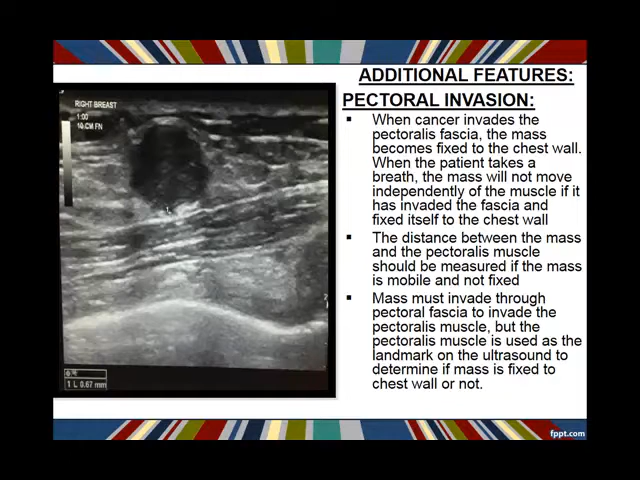 ADDITIONAL FEATURES:
PECTORAL INVASION:
RIGHT BREAST
1:00
10 CM FN
1 L 0.67 mm
▪ When cancer invades the
pectoralis fascia, the mass
becomes fixed to the chest wall.
When the patient takes a
breath, the mass will not move
independently of the muscle if it
has invaded the fascia and
fixed itself to the chest wall
▪ The distance between the mass
and the pectoralis muscle
should be measured if the mass
is mobile and not fixed
▪ Mass must invade through
pectoral fascia to invade the
pectoralis muscle, but the
pectoralis muscle is used as the
landmark on the ultrasound to
determine if mass is fixed to
chest wall or not.
fppt.com